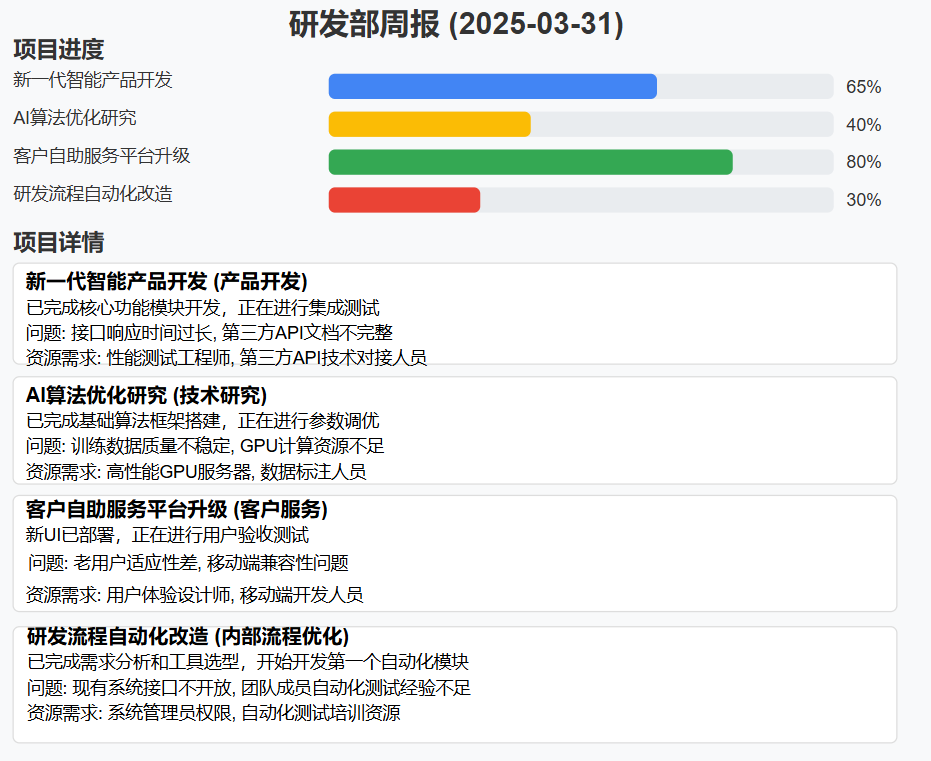 研发部周报 (2025-03-31)
项目进度
新一代智能产品开发 65%
AI算法优化研究 40%
客户自助服务平台升级 80%
研发流程自动化改造 30%
项目详情
新一代智能产品开发 (产品开发)
已完成核心功能模块开发，正在进行集成测试
问题: 接口响应时间过长, 第三方API文档不完整
资源需求: 性能测试工程师, 第三方API技术对接人员
AI算法优化研究 (技术研究)
已完成基础算法框架搭建，正在进行参数调优
问题: 训练数据质量不稳定, GPU计算资源不足
资源需求: 高性能GPU服务器, 数据标注人员
客户自助服务平台升级 (客户服务)
新UI已部署，正在进行用户验收测试
问题: 老用户适应性差, 移动端兼容性问题
资源需求: 用户体验设计师, 移动端开发人员
研发流程自动化改造 (内部流程优化)
已完成需求分析和工具选型，开始开发第一个自动化模块
问题: 现有系统接口不开放, 团队成员自动化测试经验不足
资源需求: 系统管理员权限, 自动化测试培训资源